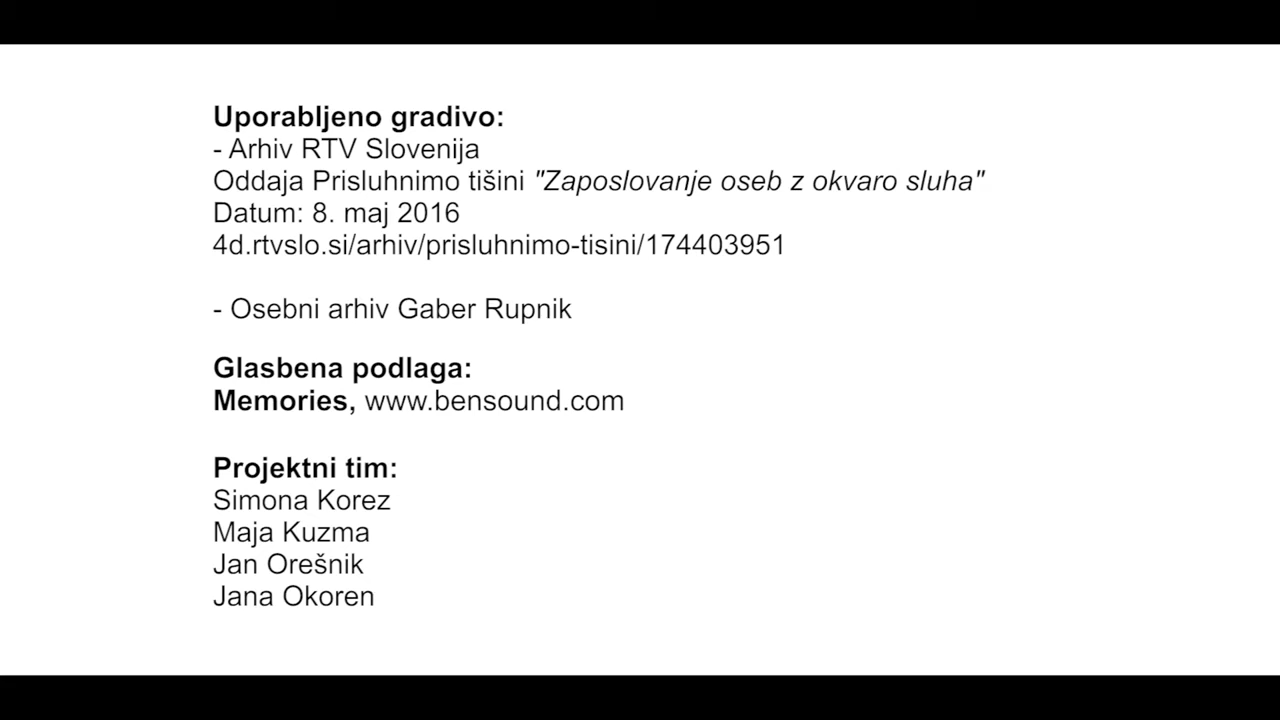 Uporabljeno gradivo:
- Arhiv RTV Slovenija
Oddaja Prisluhnimo tišini "Zaposlovanje oseb z okvaro sluha"
Datum: 8. maj 2016
4d.rtvslo.si/arhiv/prisluhnimo-tisini/174403951
- Osebni arhiv Gaber Rupnik
Glasbena podlaga:
Memories, www.bensound.com
Projektni tim:
Simona Korez
Maja Kuzma
Jan Orešnik
Jana Okoren